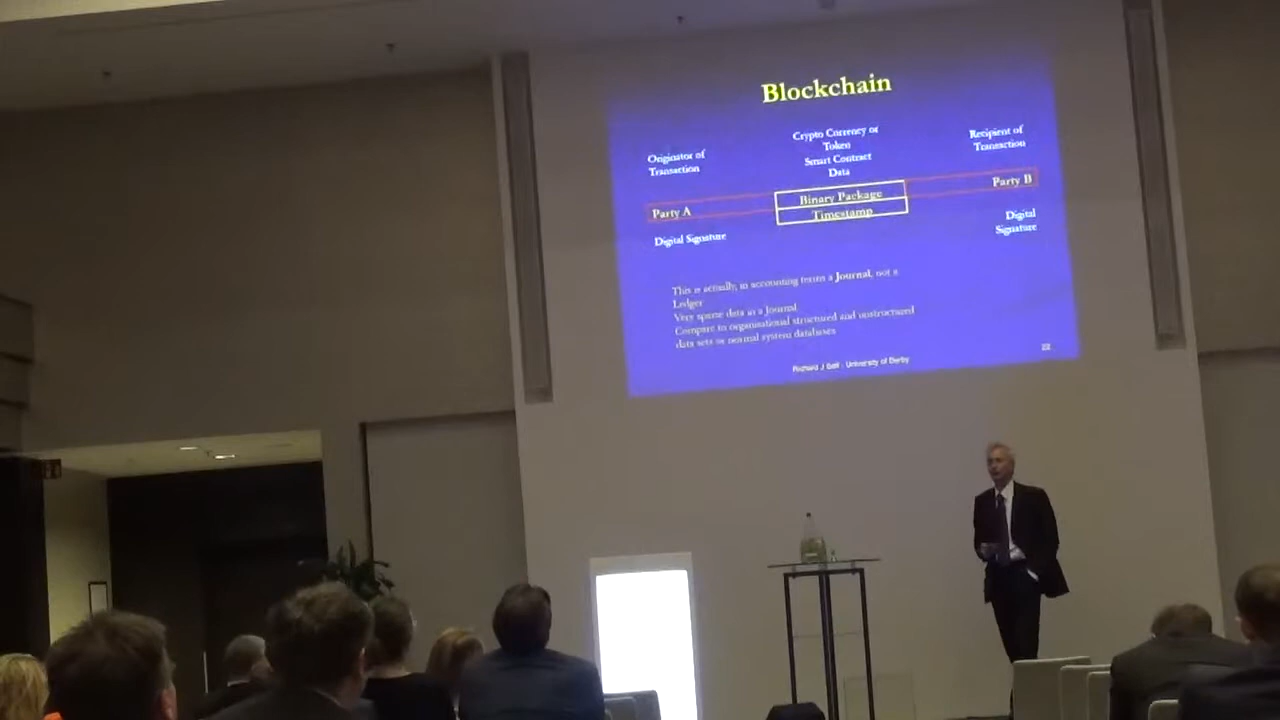 Blockchain
Originator of
Transaction
Crypto Currency or
Token
Smart Contract
Data
Recipient of
Transaction
Party A
Binary Package
Timestamp
Party B
Digital Signature
Digital
Signature
This is actually, in accounting terms a Journal, not a
Ledger
Very sparse data in a Journal
Compare to organisational structured and unstructured
data sets or normal system databases
Richard J - University of Derby
22